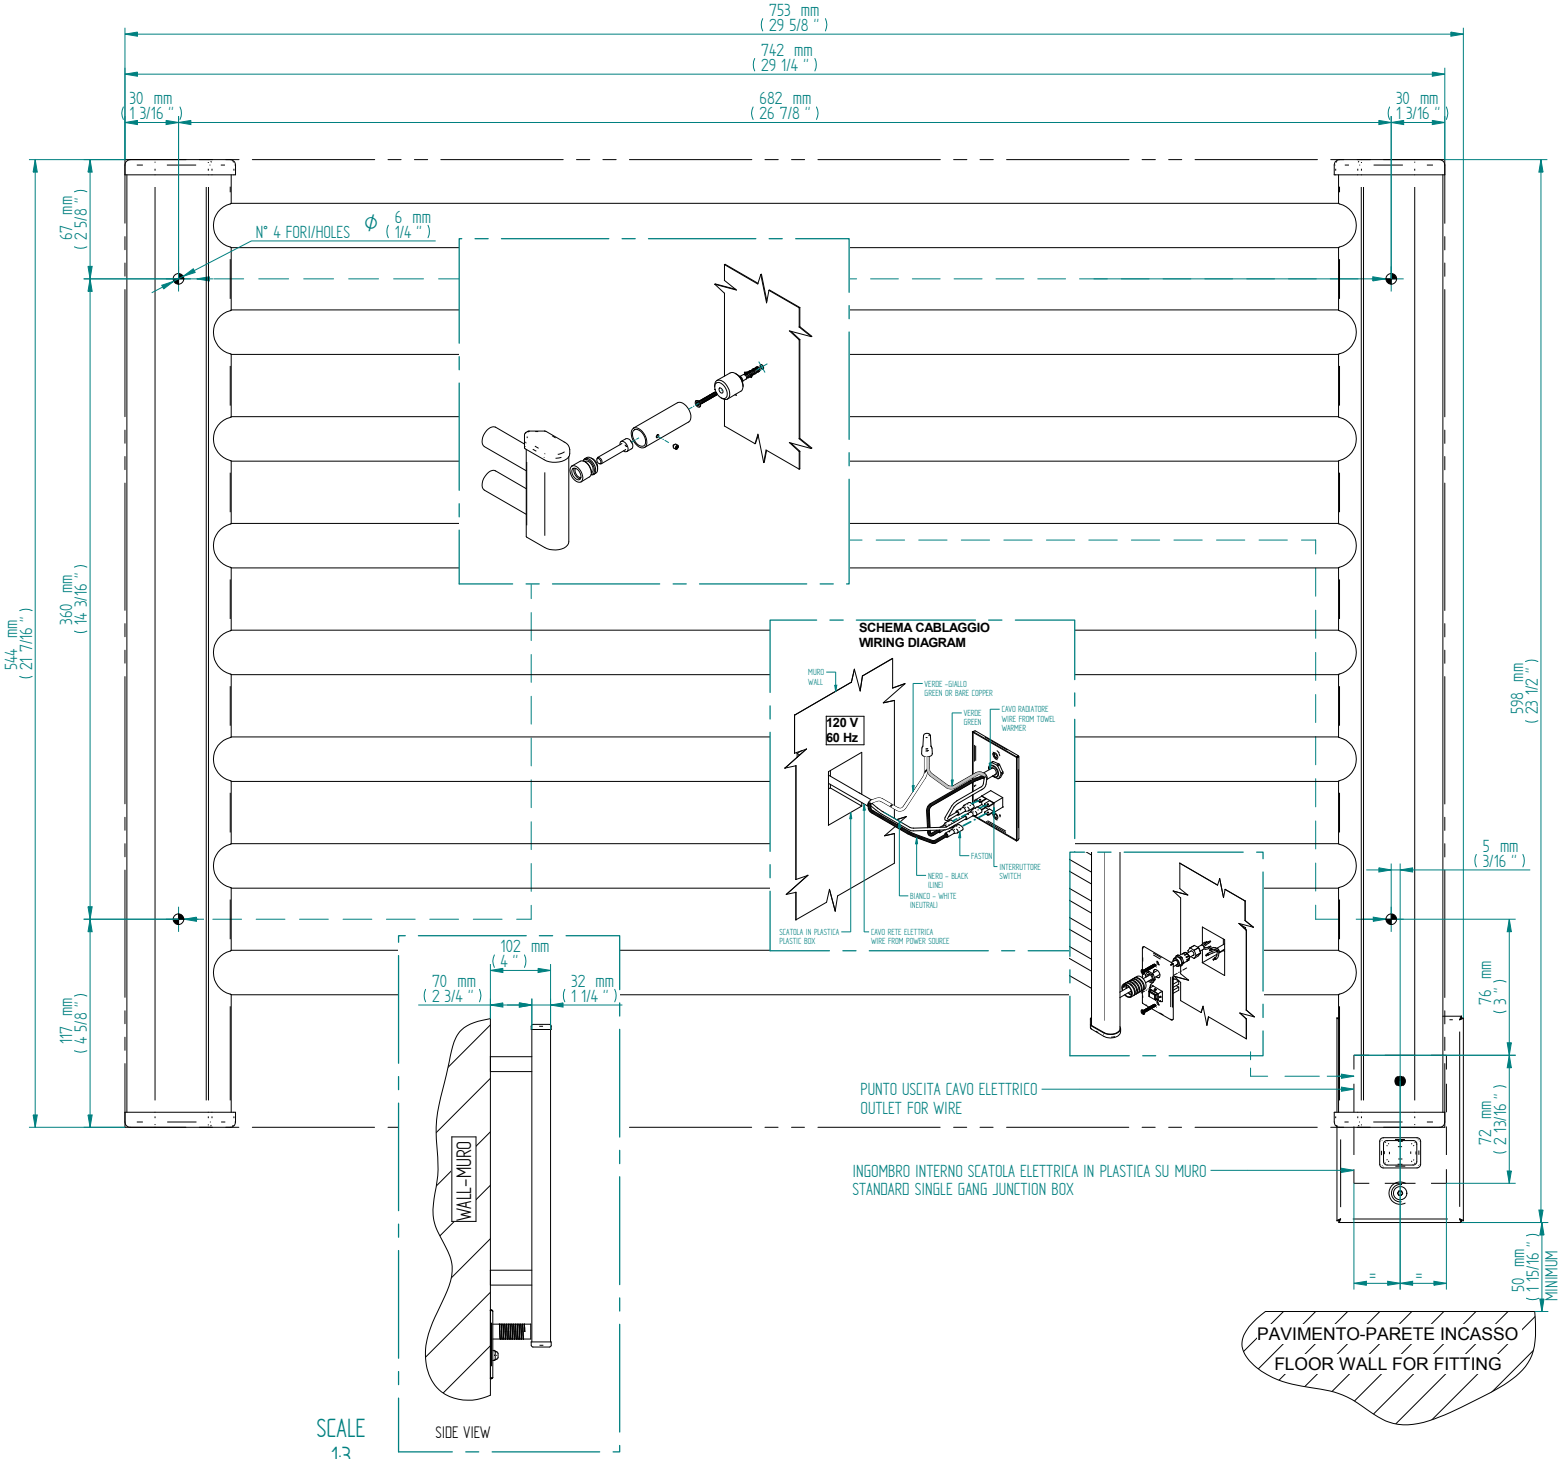 753 mm
( 29 5/8 " )
742 mm
( 29 1/4 " )
30 mm
( 1 3/16 " )
682 mm
( 26 7/8 " )
30 mm
( 1 3/16 " )
67 mm
( 2 5/8 " )
N° 4 FORI/HOLES ϕ 6 mm
( 1/4 " )
360 mm
( 14 3/16 " )
544 mm
( 21 7/16 " )
117 mm
( 4 5/8 " )
SCHEMA CABLAGGIO
WIRING DIAGRAM
MURO
WALL
VERDE -GIALLO
GREEN OR BARE COPPER
VERDE
GREEN
CAVO RADIATORE
WIRE FROM TOWEL
WARMER
120 V
60 Hz
FASTON
INTERRUTTORE
SWITCH
NERO - BLACK
(LINE)
BIANCO - WHITE
(NEUTRAL)
SCATOLA IN PLASTICA
PLASTIC BOX
CAVO RETE ELETTRICA
WIRE FROM POWER SOURCE
598 mm
( 23 1/2 " )
5 mm
( 3/16 " )
76 mm
( 3 " )
72 mm
( 2 13/16 " )
50 mm
( 1 15/16 " )
MINIMUM
= =
102 mm
( 4 " )
70 mm
( 2 3/4 " )
32 mm
( 1 1/4 " )
WALL-MURO
SIDE VIEW
SCALE
1:3
PUNTO USCITA CAVO ELETTRICO
OUTLET FOR WIRE
INGOMBRO INTERNO SCATOLA ELETTRICA IN PLASTICA SU MURO
STANDARD SINGLE GANG JUNCTION BOX
PAVIMENTO-PARETE INCASSO
FLOOR WALL FOR FITTING